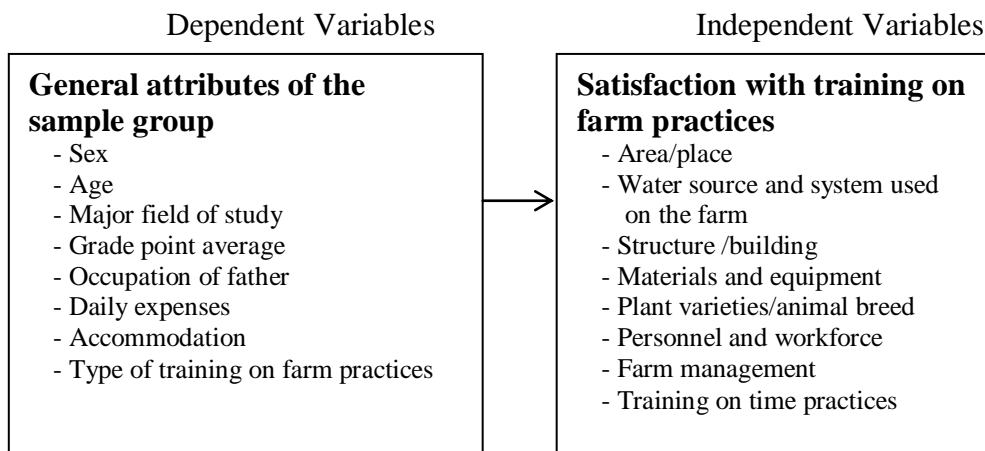 Dependent Variables
General attributes of the
sample group
- Sex
- Age
- Major field of study
- Grade point average
- Occupation of father
- Daily expenses
- Accommodation
- Type of training on farm practices
Independent Variables
Satisfaction with training on
farm practices
- Area/place
- Water source and system used
on the farm
- Structure /building
- Materials and equipment
- Plant varieties/animal breed
- Personnel and workforce
- Farm management
- Training on time practices